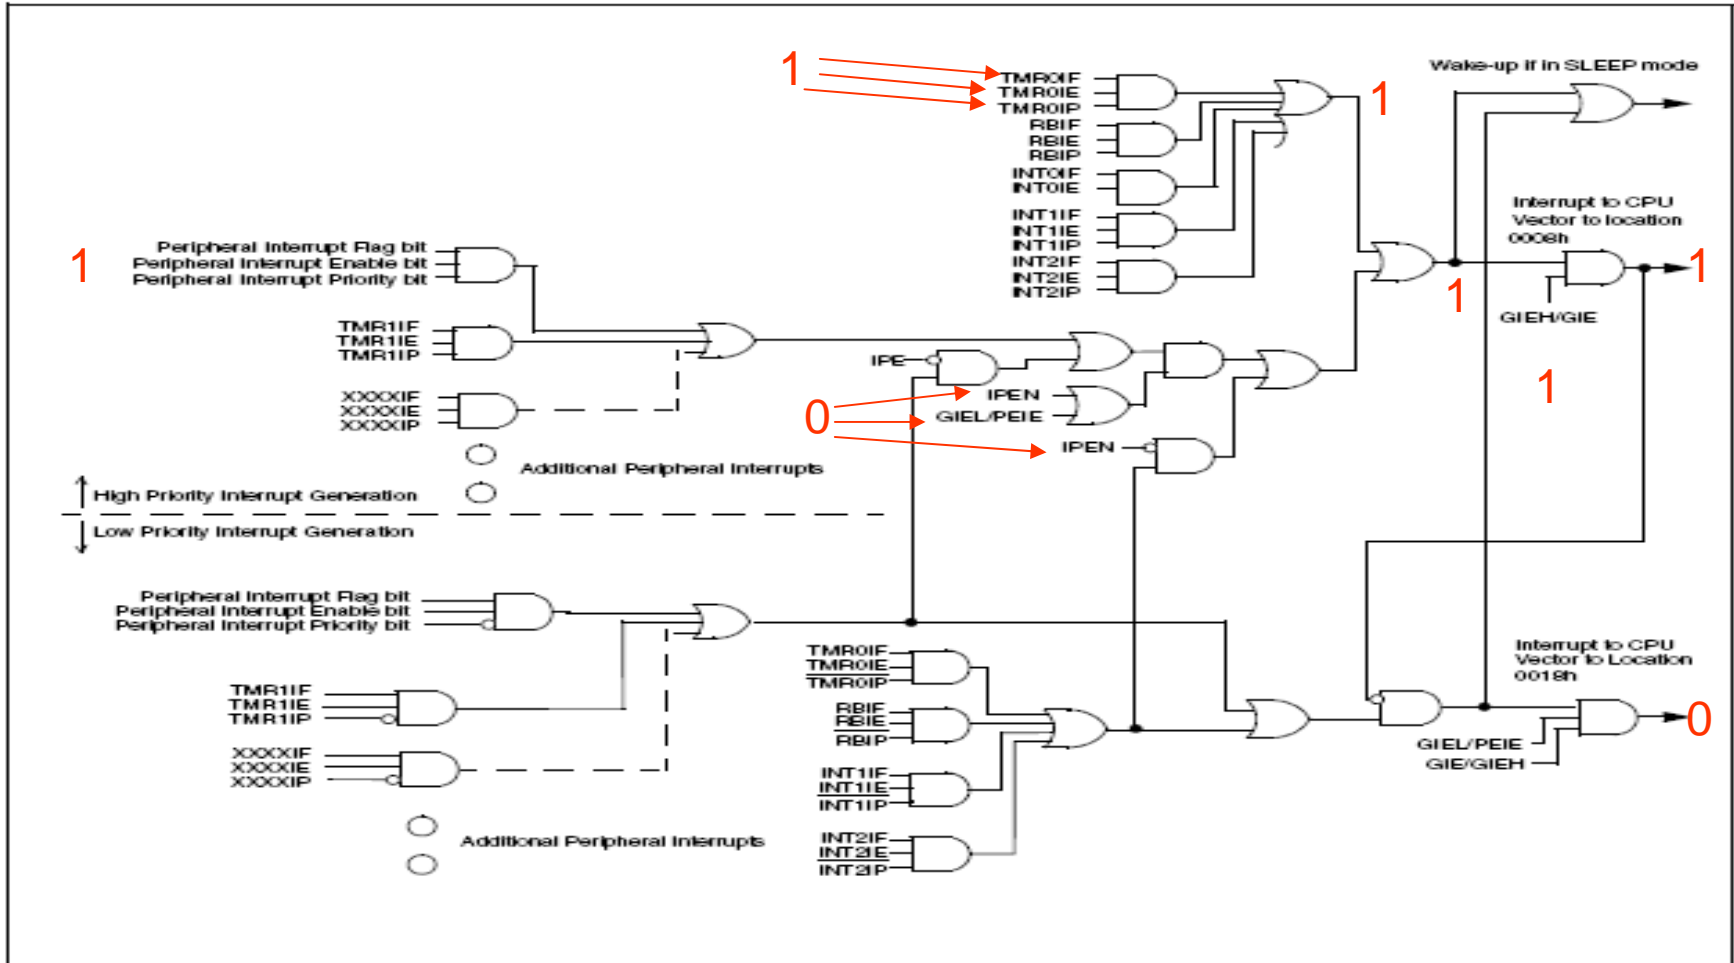 1
TMR0IF
TMR0IE
TMR0IP
RBIF
RBIE
RBIP
INT0IF
INT0IE
INT1IF
INT1IE
INT1IP
INT2IF
INT2IE
INT2IP
1
Wake-up if in SLEEP mode
Interrupt to CPU
Vector to location
0008h
1
1
GIEH/GIE
1
1
Peripheral Interrupt Flag bit
Peripheral Interrupt Enable bit
Peripheral Interrupt Priority bit
TMR1IF
TMR1IE
TMR1IP
XXXXIF
XXXXIE
XXXXIP
Additional Peripheral Interrupts
IPE
IPEN
GIEL/PEIE
0
IPEN
High Priority Interrupt Generation
Low Priority Interrupt Generation
Peripheral Interrupt Flag bit
Peripheral Interrupt Enable bit
Peripheral Interrupt Priority bit
TMR1IF
TMR1IE
TMR1IP
XXXXIF
XXXXIE
XXXXIP
Additional Peripheral Interrupts
TMR0IF
TMR0IE
TMR0IP
RBIF
RBIE
RBIP
INT1IF
INT1IE
INT1IP
INT2IF
INT2IE
INT2IP
Interrupt to CPU
Vector to Location
0018h
0
GIEL/PEIE
GIE/GIEH